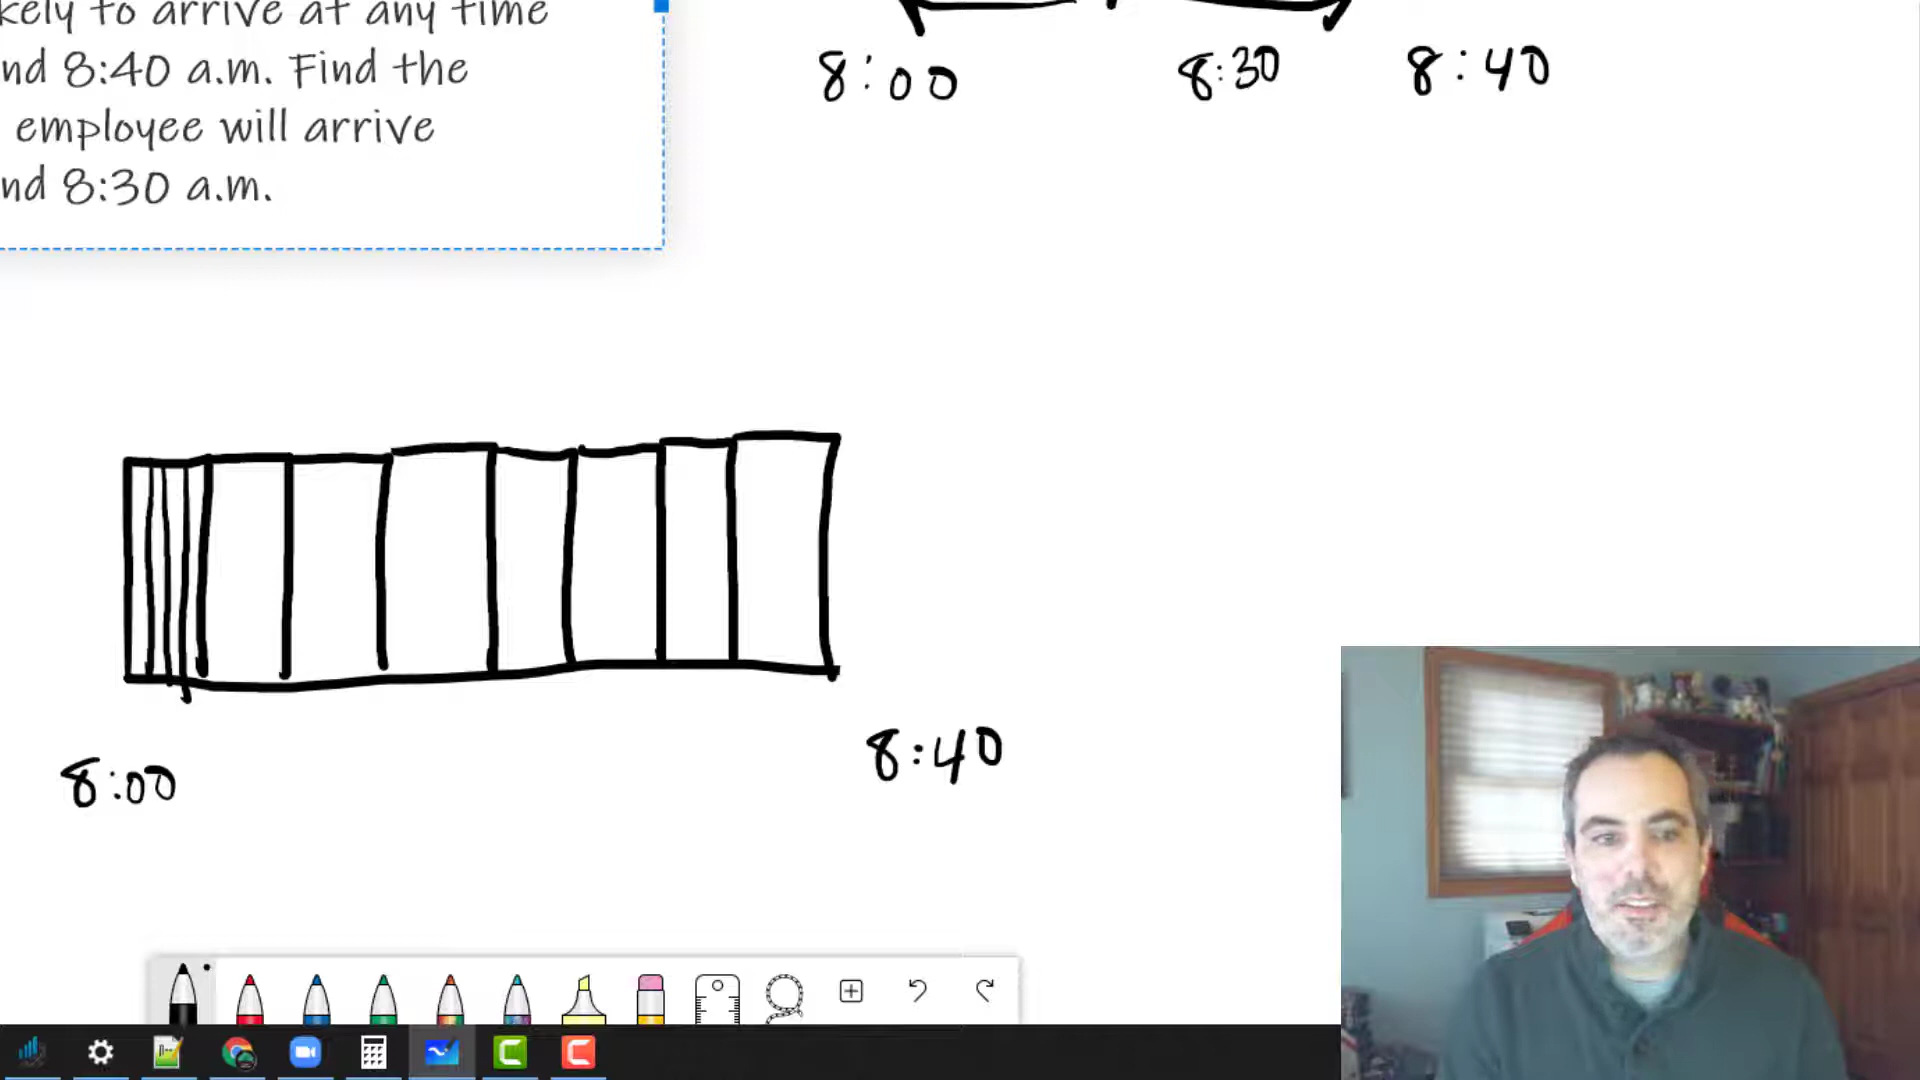 kely to arrive at any time
nd 8:40 a.m. Find the
employee will arrive
nd 8:30 a.m.
8:00 8:30 8:40
8:00 8:40